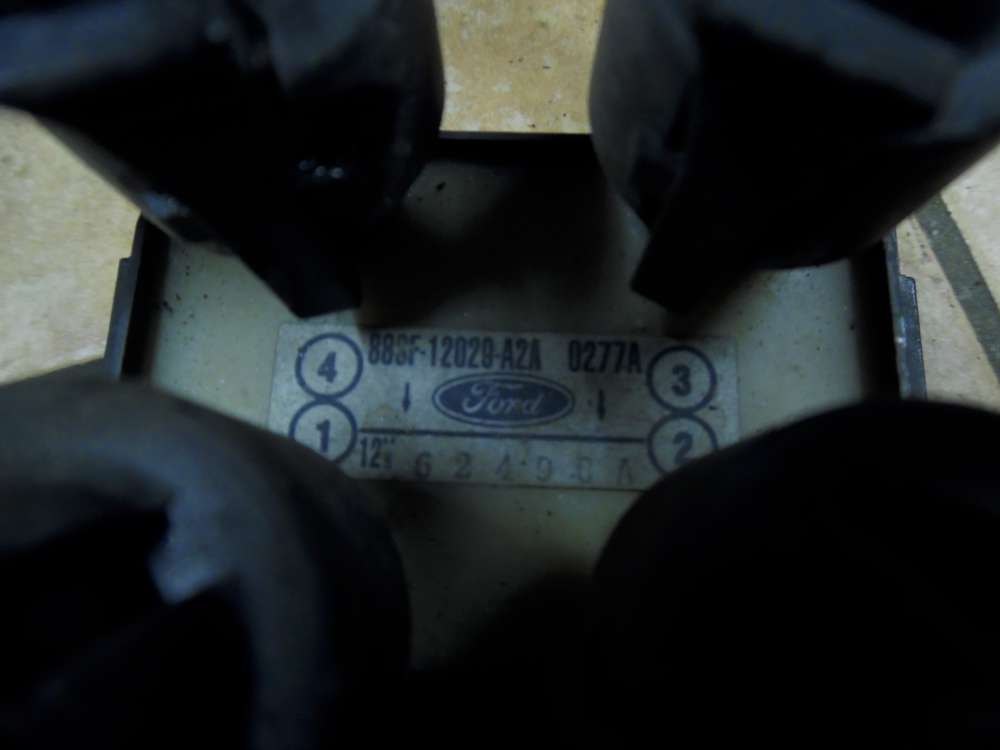 4 88SF-12029-A2A 0277A 3
↓ Ford ↓
1 12V 2